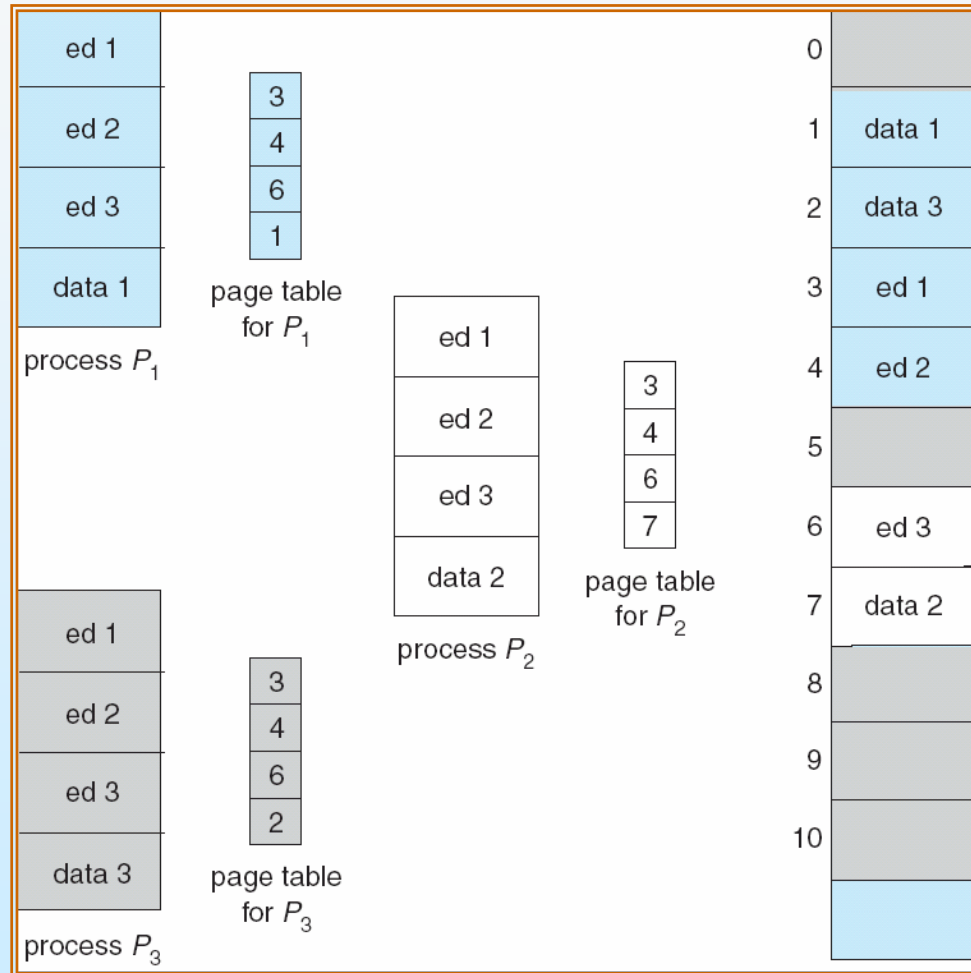 ed 1
ed 2
ed 3
data 1
process P1
3
4
6
1
page table
for P1
ed 1
ed 2
ed 3
data 2
process P2
3
4
6
7
page table
for P2
ed 1
ed 2
ed 3
data 3
process P3
3
4
6
2
page table
for P3
0
1 data 1
2 data 3
3 ed 1
4 ed 2
5
6 ed 3
7 data 2
8
9
10